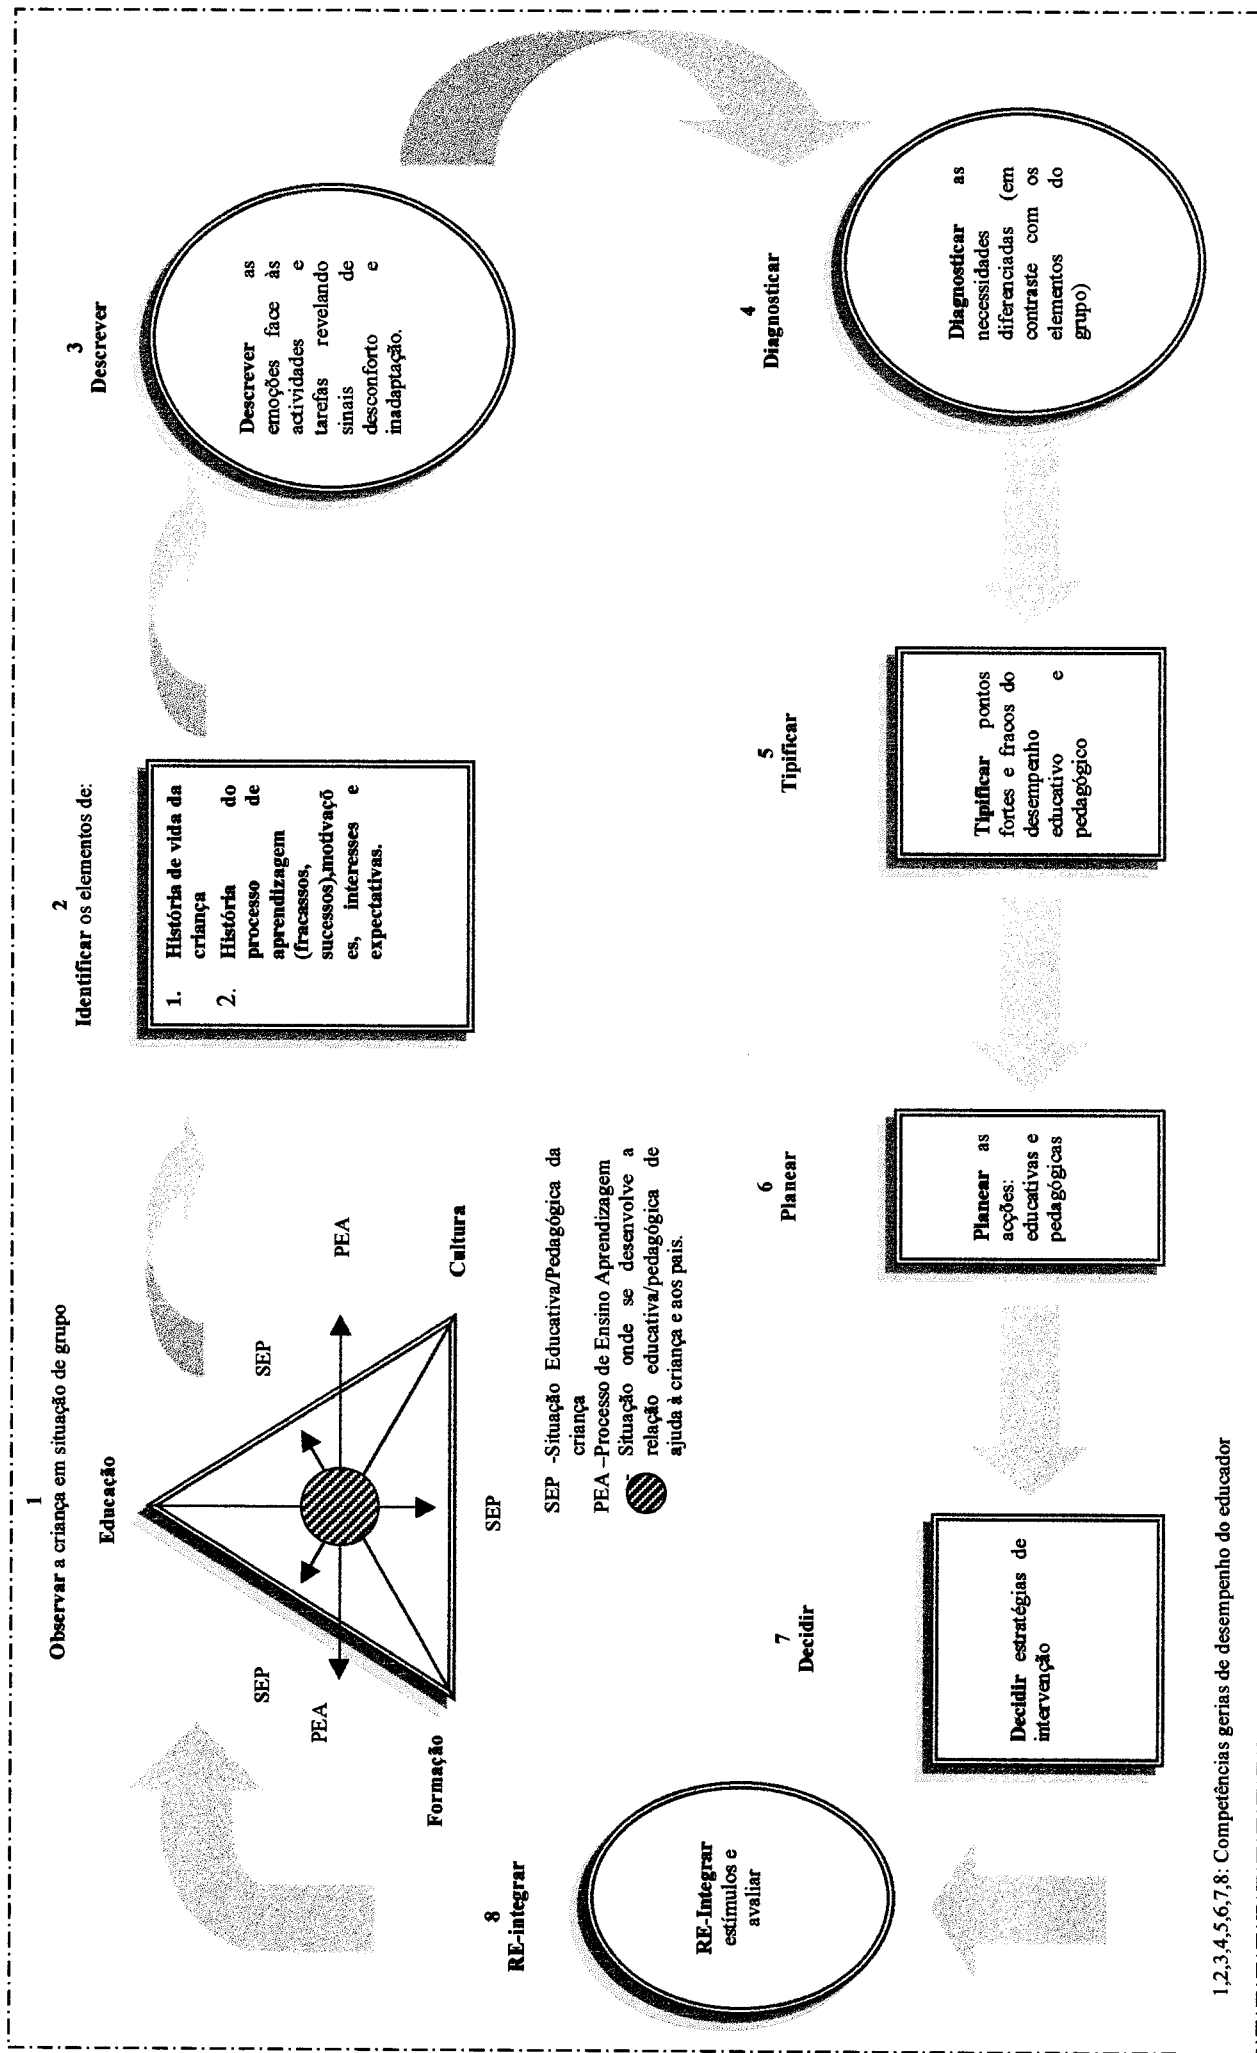 1
Observar a criança em situação de grupo
Educação
SEP
SEP
PEA
PEA
Formação
Cultura
SEP
SEP -Situação Educativa/Pedagógica da
criança
PEA –Processo de Ensino Aprendizagem
- Situação onde se desenvolve a
relação educativa/pedagógica de
ajuda à criança e aos pais.
2
Identificar os elementos de:
1. História de vida da
criança
2. História do
processo de
aprendizagem
(fracassos,
sucessos),motivaçõ
es, interesses e
expectativas.
3
Descrever
Descrever as
emoções face às
actividades e
tarefas revelando
sinais de
desconforto e
inadaptação.
4
Diagnosticar
Diagnosticar as
necessidades
diferenciadas (em
contraste com os
elementos do
grupo)
5
Tipificar
Tipificar pontos
fortes e fracos do
desempenho
educativo e
pedagógico
6
Planear
Planear as
acções:
educativas e
pedagógicas
7
Decidir
Decidir estratégias de
intervenção
8
RE-integrar
RE-Integrar
estímulos e
avaliar
1,2,3,4,5,6,7,8: Competências gerias de desempenho do educador